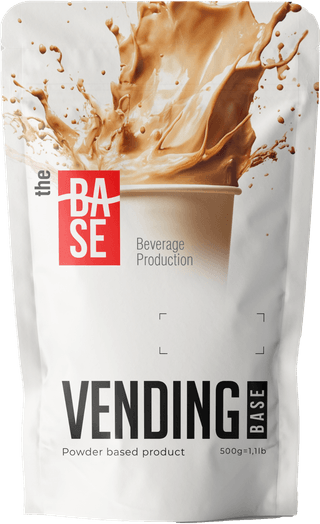 the
BA
SE
Beverage
Production
VENDING
BASE
Powder based product
500g=1,1lb